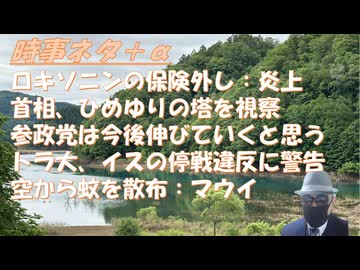 時事ネタ＋α
ロキソニンの保険外し：炎上
首相、ひめゆりの塔を視察
参政党は今後伸びていくと思う
トラ大、イスの停戦違反に警告
空から蚊を散布：マウイ